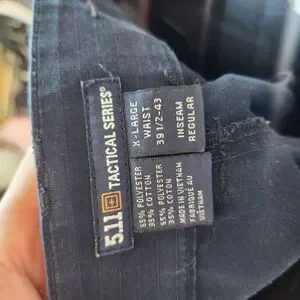 5.11 TACTICAL SERIES®
X-LARGE
WAIST
39 1/2-43
INSEAM
REGULAR
65% POLYESTER
35% COTTON
MADE IN VIETNAM
65% POLYESTER
35% COTTON
FABRIQUÉ AU
VIETNAM